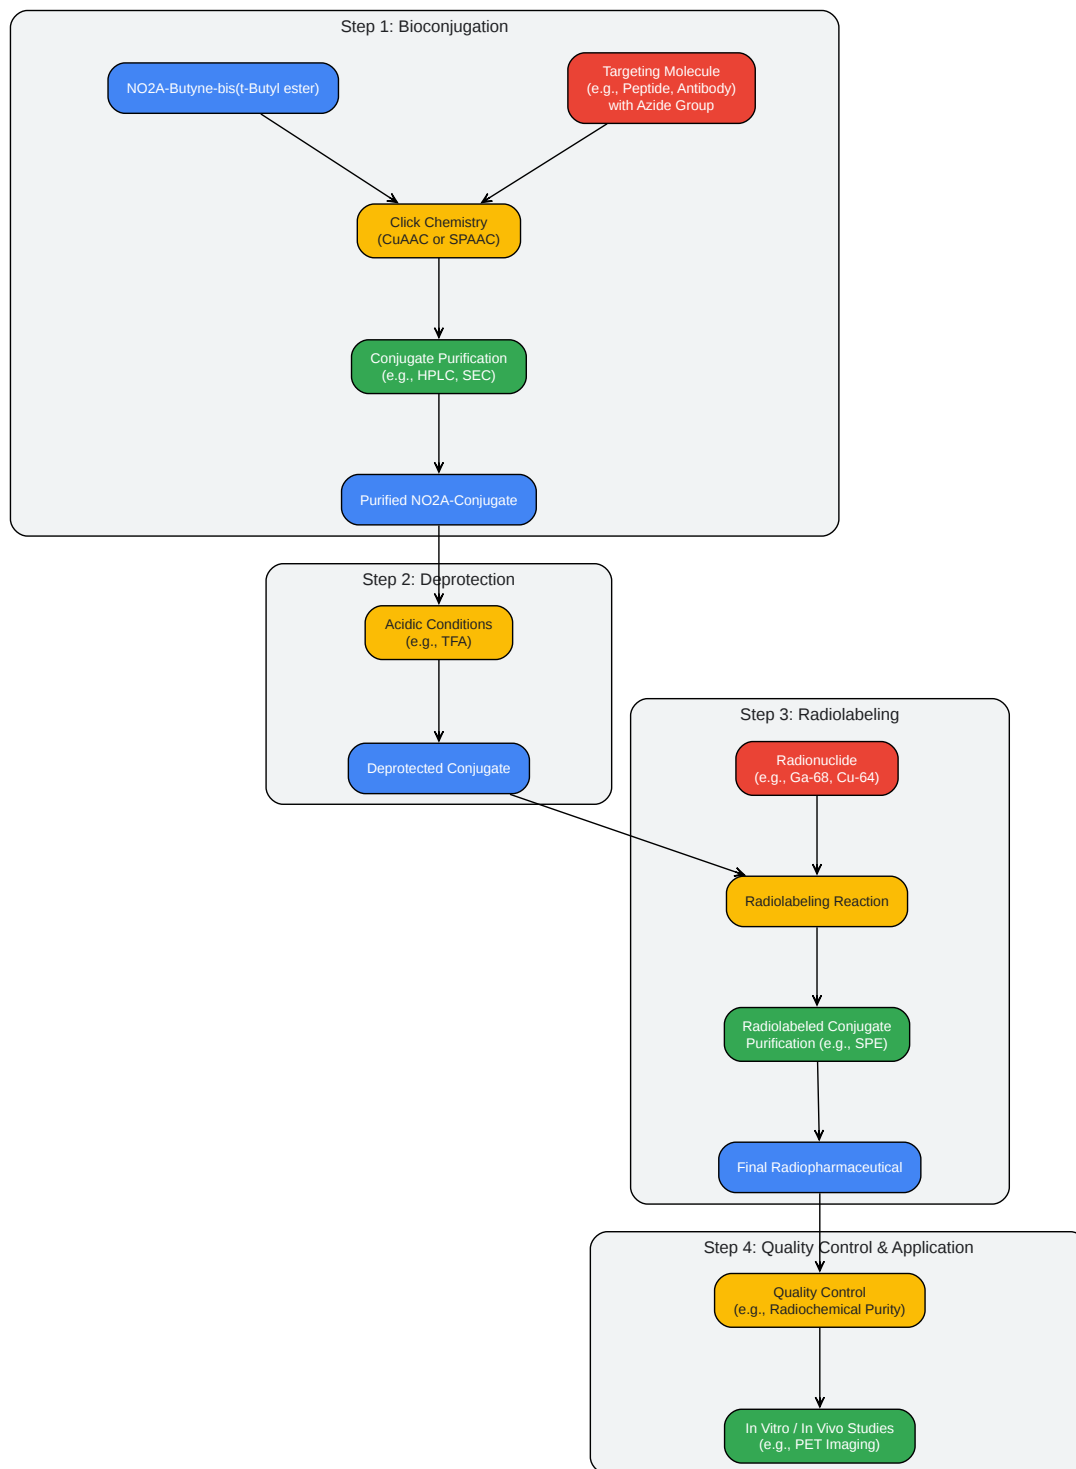 Step 1: Bioconjugation
NO2A-Butyne-bis(t-Butyl ester)
Targeting Molecule
(e.g., Peptide, Antibody)
with Azide Group
Click Chemistry
(CuAAC or SPAAC)
Conjugate Purification
(e.g., HPLC, SEC)
Purified NO2A-Conjugate
Step 2: Deprotection
Acidic Conditions
(e.g., TFA)
Deprotected Conjugate
Step 3: Radiolabeling
Radionuclide
(e.g., Ga-68, Cu-64)
Radiolabeling Reaction
Radiolabeled Conjugate
Purification (e.g., SPE)
Final Radiopharmaceutical
Step 4: Quality Control & Application
Quality Control
(e.g., Radiochemical Purity)
In Vitro / In Vivo Studies
(e.g., PET Imaging)